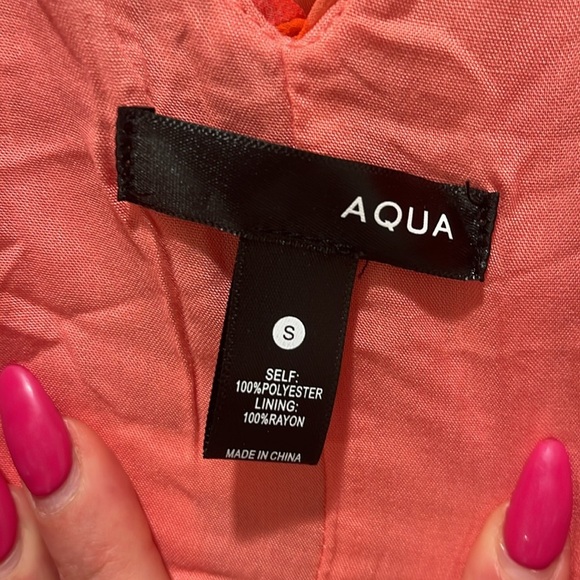 AQUA
S
SELF:
100%POLYESTER
LINING:
100%RAYON
MADE IN CHINA